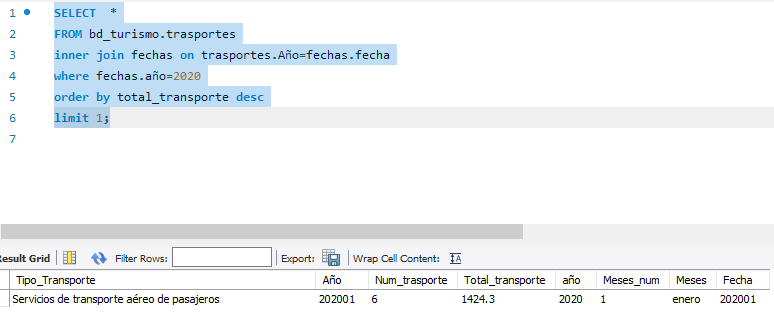 1 SELECT *
2 FROM bd_turismo.trasportes
3 inner join fechas on trasportes.Año=fechas.fecha
4 where fechas.año=2020
5 order by total_transporte desc
6 limit 1;
7
Result Grid Filter Rows: Export: Wrap Cell Content: IA
Tipo_Transporte Año Num_trasporte Total_transporte año Meses_num Meses Fecha
Servicios de transporte aéreo de pasajeros 202001 6 1424.3 2020 1 enero 202001